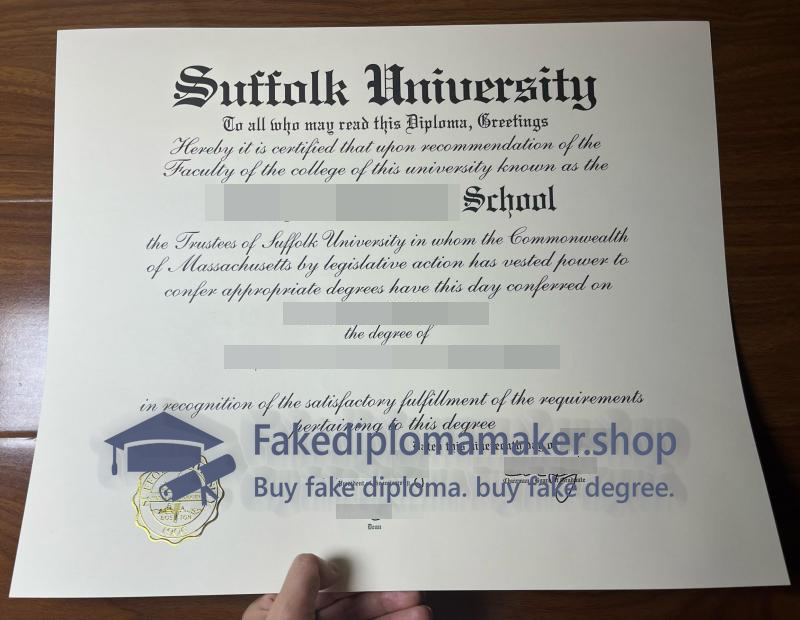 Suffolk University
To all who may read this Diploma, Greetings
Hereby it is certified that upon recommendation of the
Faculty of the college of this university known as the
School
the Trustees of Suffolk University in whom the Commonwealth
of Massachusetts by legislative action has vested power to
confer appropriate degrees have this day conferred on
the degree of
in recognition of the satisfactory fulfillment of the requirements
pertaining to this degree
Fakediplomamaker.shop
Buy fake diploma. buy fake degree.
BOSTON
1906
Dean